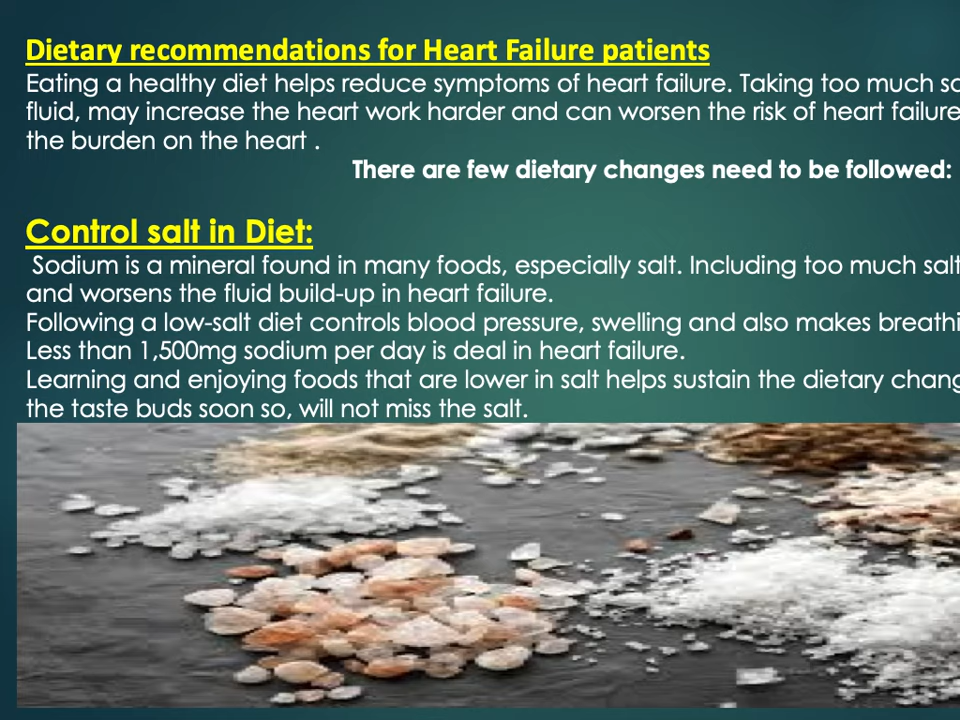 Dietary recommendations for Heart Failure patients
Eating a healthy diet helps reduce symptoms of heart failure. Taking too much
fluid, may increase the heart work harder and can worsen the risk of heart failure
the burden on the heart .
There are few dietary changes need to be followed:
Control salt in Diet:
Sodium is a mineral found in many foods, especially salt. Including too much salt
and worsens the fluid build-up in heart failure.
Following a low-salt diet controls blood pressure, swelling and also makes
Less than 1,500mg sodium per day is deal in heart failure.
Learning and enjoying foods that are lower in salt helps sustain the dietary
the taste buds soon so, will not miss the salt.